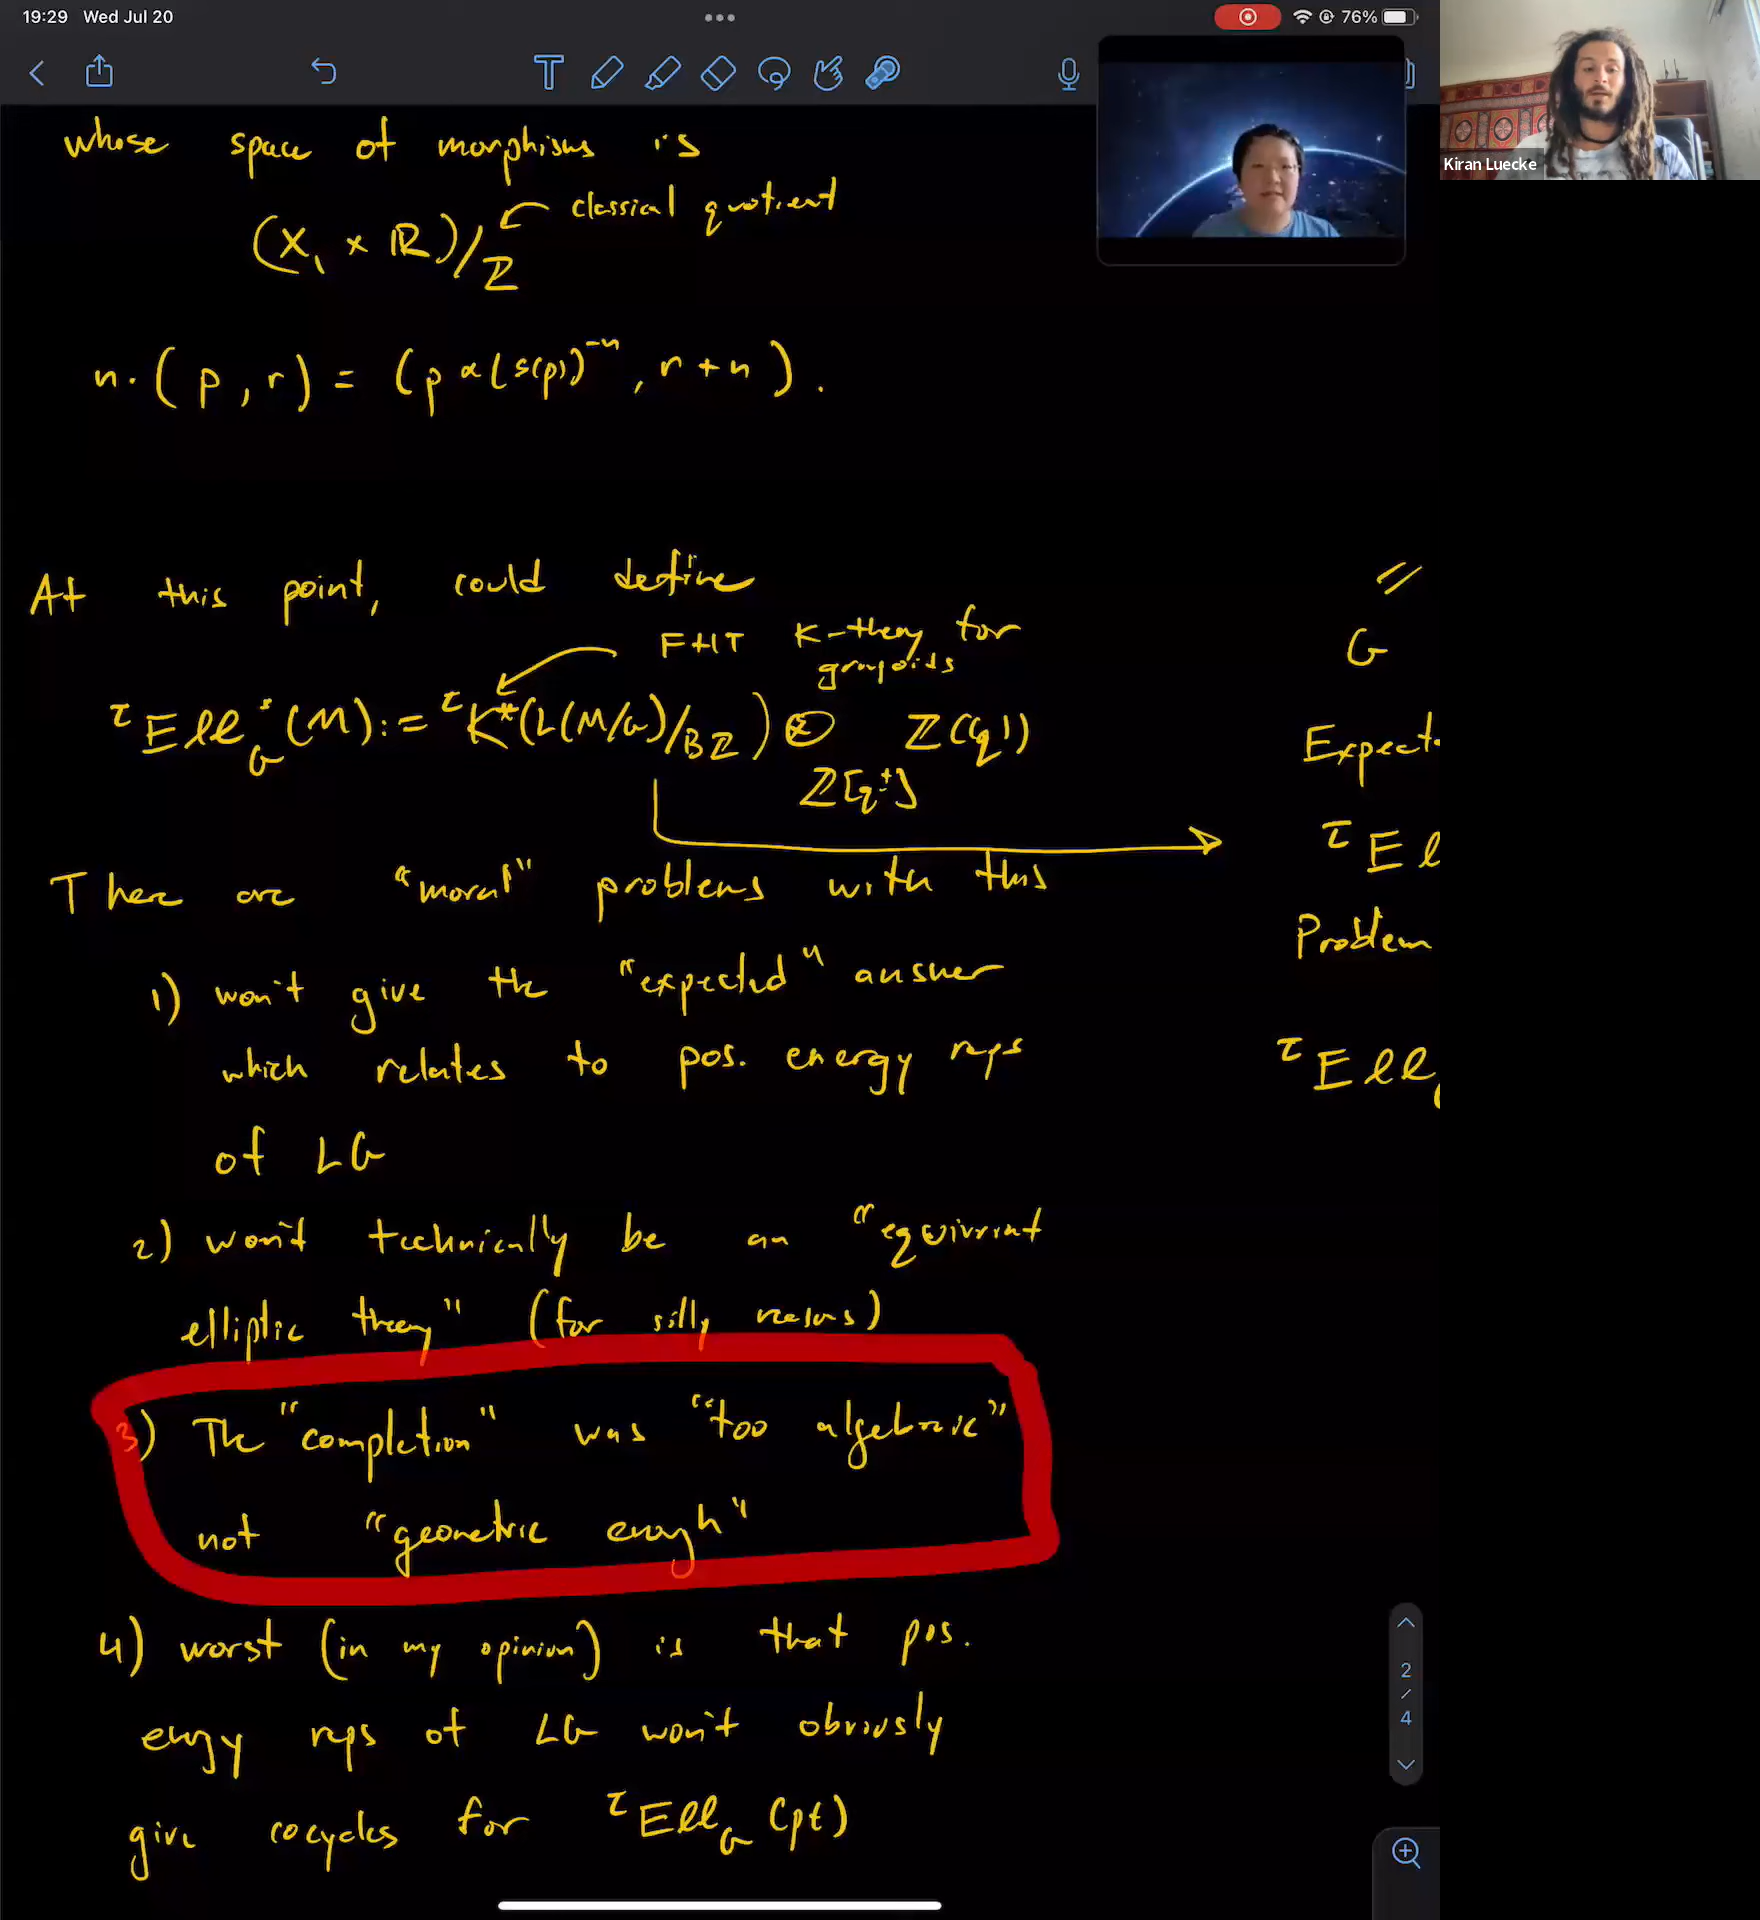 19:29 Wed Jul 20
76%
Kiran Luecke
whose space of morphisms is
(X₁ × ℝ)/ℤ classical quotient
n·(p, r) = (p α(s(p))⁻ⁿ, r + n).
At this point, could define
FHT K-theory for
groupoids
τEll*G(M) := τK*(L(M/G)/Bℤ) ⊗ ℤ((q))
ℤ[q±]
There are "moral" problems with this
1) won't give the "expected" answer
which relates to pos. energy reps
of LG
2) won't technically be an "equivrint
elliptic theory" (for silly reasons)
3) The "completion" was "too algebraic"
not "geometric enough"
4) worst (in my opinion) is that pos.
engy reps of LG won't obviously
give cocycles for τEllG (pt)
//
G
Expect
τEl
Problem
τEll
2
/
4